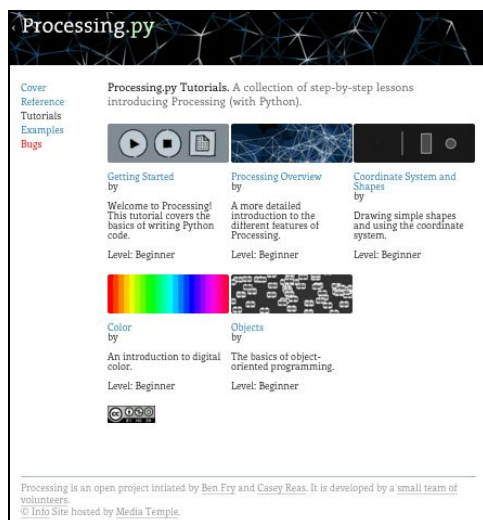 Processing.py
Cover
Reference
Tutorials
Examples
Bugs
Processing.py Tutorials. A collection of step-by-step lessons
introducing Processing (with Python).
Getting Started
by
Welcome to Processing!
This tutorial covers the
basics of writing Python
code.
Level: Beginner
Processing Overview
by
A more detailed
introduction to the
different features of
Processing.
Level: Beginner
Coordinate System and
Shapes
by
Drawing simple shapes
and using the coordinate
system.
Level: Beginner
Color
by
An introduction to digital
color.
Level: Beginner
Objects
by
The basics of object-
oriented programming.
Level: Beginner
cc
BY NC SA
Processing is an open project intiated by Ben Fry and Casey Reas. It is developed by a small team of
volunteers.
© Info Site hosted by Media Temple.